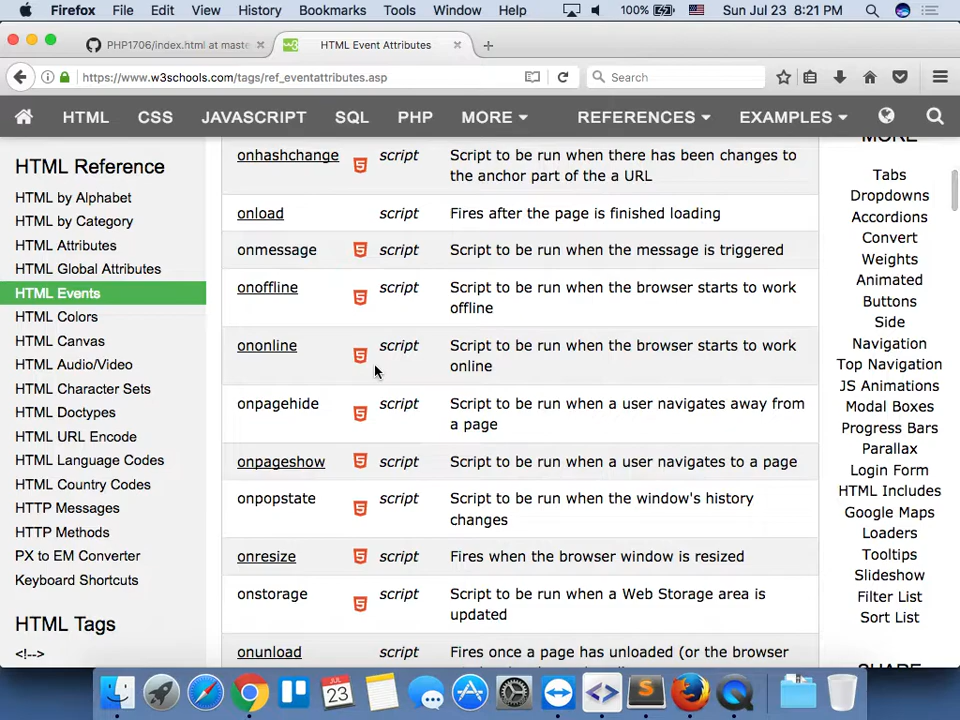 Firefox File Edit View History Bookmarks Tools Window Help 100% Sun Jul 23 8:21 PM
PHP1706/index.html at maste
HTML Event Attributes
https://www.w3schools.com/tags/ref_eventattributes.asp
Search
HTML CSS JAVASCRIPT SQL PHP MORE REFERENCES EXAMPLES
HTML Reference
HTML by Alphabet
HTML by Category
HTML Attributes
HTML Global Attributes
HTML Events
HTML Colors
HTML Canvas
HTML Audio/Video
HTML Character Sets
HTML Doctypes
HTML URL Encode
HTML Language Codes
HTML Country Codes
HTTP Messages
HTTP Methods
PX to EM Converter
Keyboard Shortcuts
HTML Tags
<!-->
onhashchange script Script to be run when there has been changes to
the anchor part of the a URL
onload script Fires after the page is finished loading
onmessage script Script to be run when the message is triggered
onoffline script Script to be run when the browser starts to work
offline
ononline script Script to be run when the browser starts to work
online
onpagehide script Script to be run when a user navigates away from
a page
onpageshow script Script to be run when a user navigates to a page
onpopstate script Script to be run when the window's history
changes
onresize script Fires when the browser window is resized
onstorage script Script to be run when a Web Storage area is
updated
onunload script Fires once a page has unloaded (or the browser
MORE
Tabs
Dropdowns
Accordions
Convert
Weights
Animated
Buttons
Side
Navigation
Top Navigation
JS Animations
Modal Boxes
Progress Bars
Parallax
Login Form
HTML Includes
Google Maps
Loaders
Tooltips
Slideshow
Filter List
Sort List
SHARE
JUL
23